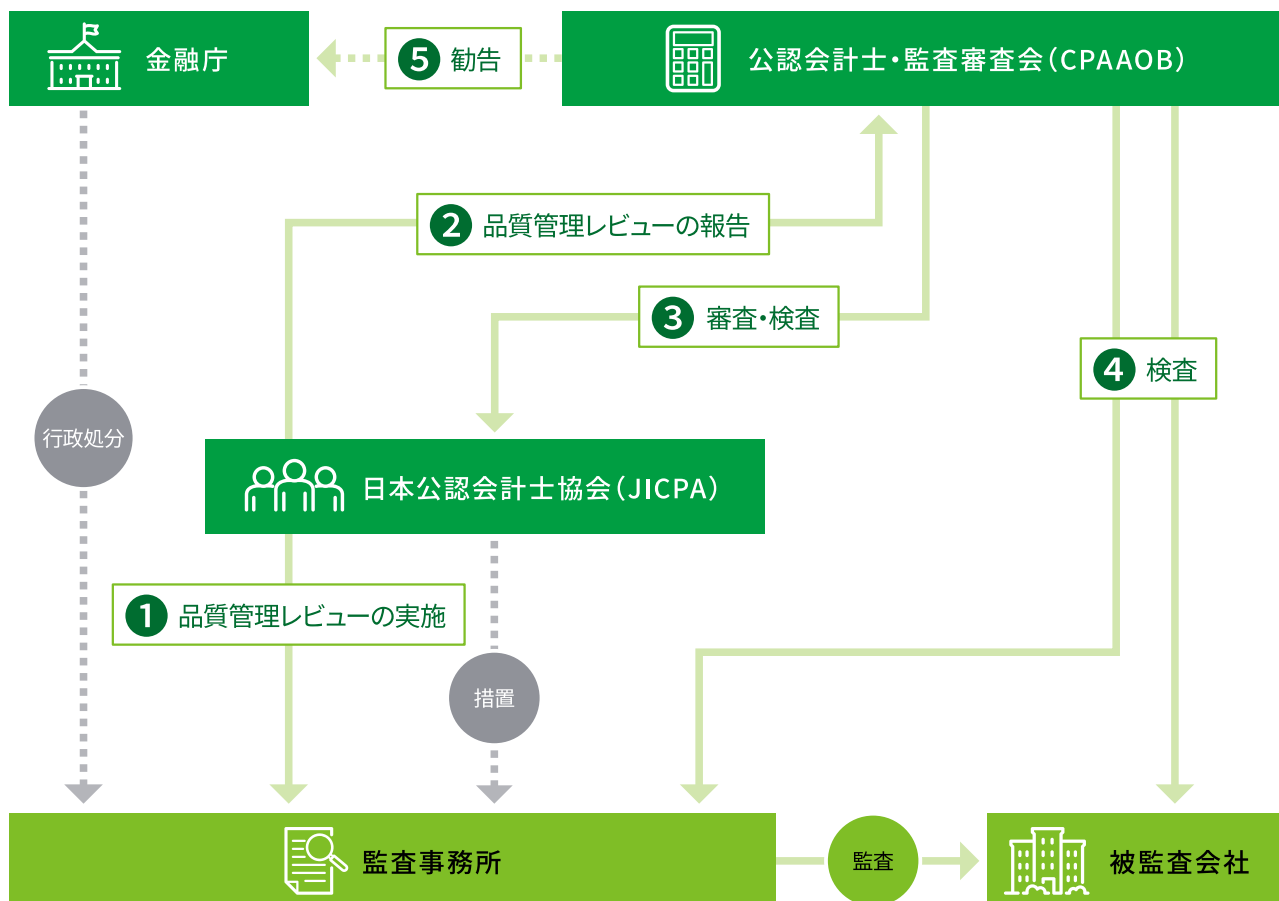 金融庁
5 勧告
公認会計士・監査審査会(CPAAOB)
2 品質管理レビューの報告
3 審査・検査
4 検査
行政処分
日本公認会計士協会(JICPA)
1 品質管理レビューの実施
措置
監査事務所
監査
被監査会社